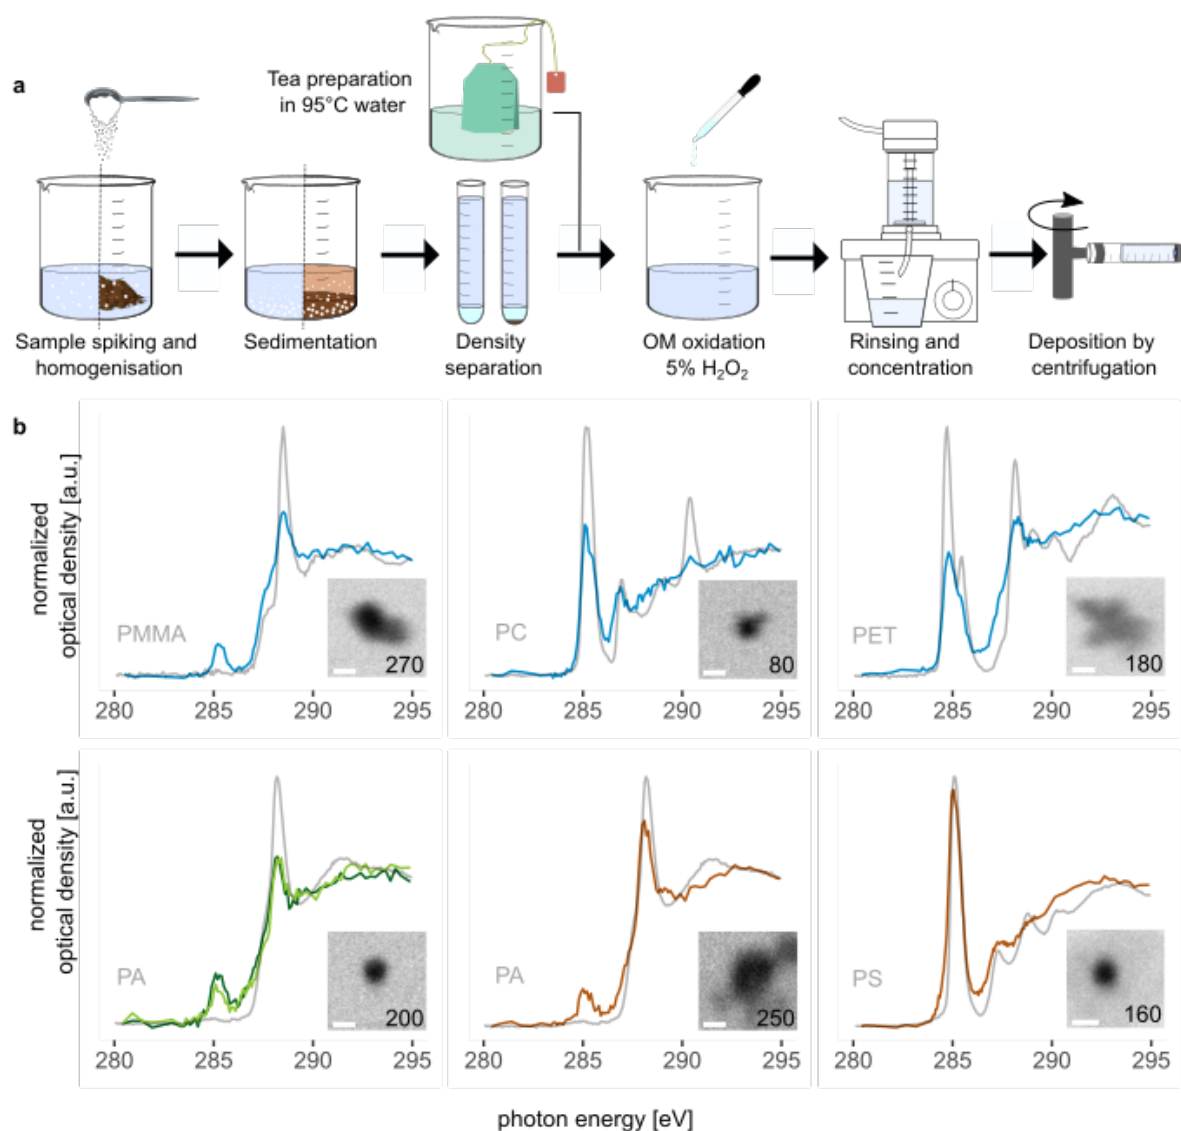 a
Tea preparation
in 95°C water
Sample spiking and
homogenisation
Sedimentation
Density
separation
OM oxidation
5% H₂O₂
Rinsing and
concentration
Deposition by
centrifugation
b
normalized
optical density [a.u.]
PMMA
270
280 285 290 295
PC
80
280 285 290 295
PET
180
280 285 290 295
normalized
optical density [a.u.]
PA
200
280 285 290 295
PA
250
280 285 290 295
PS
160
280 285 290 295
photon energy [eV]